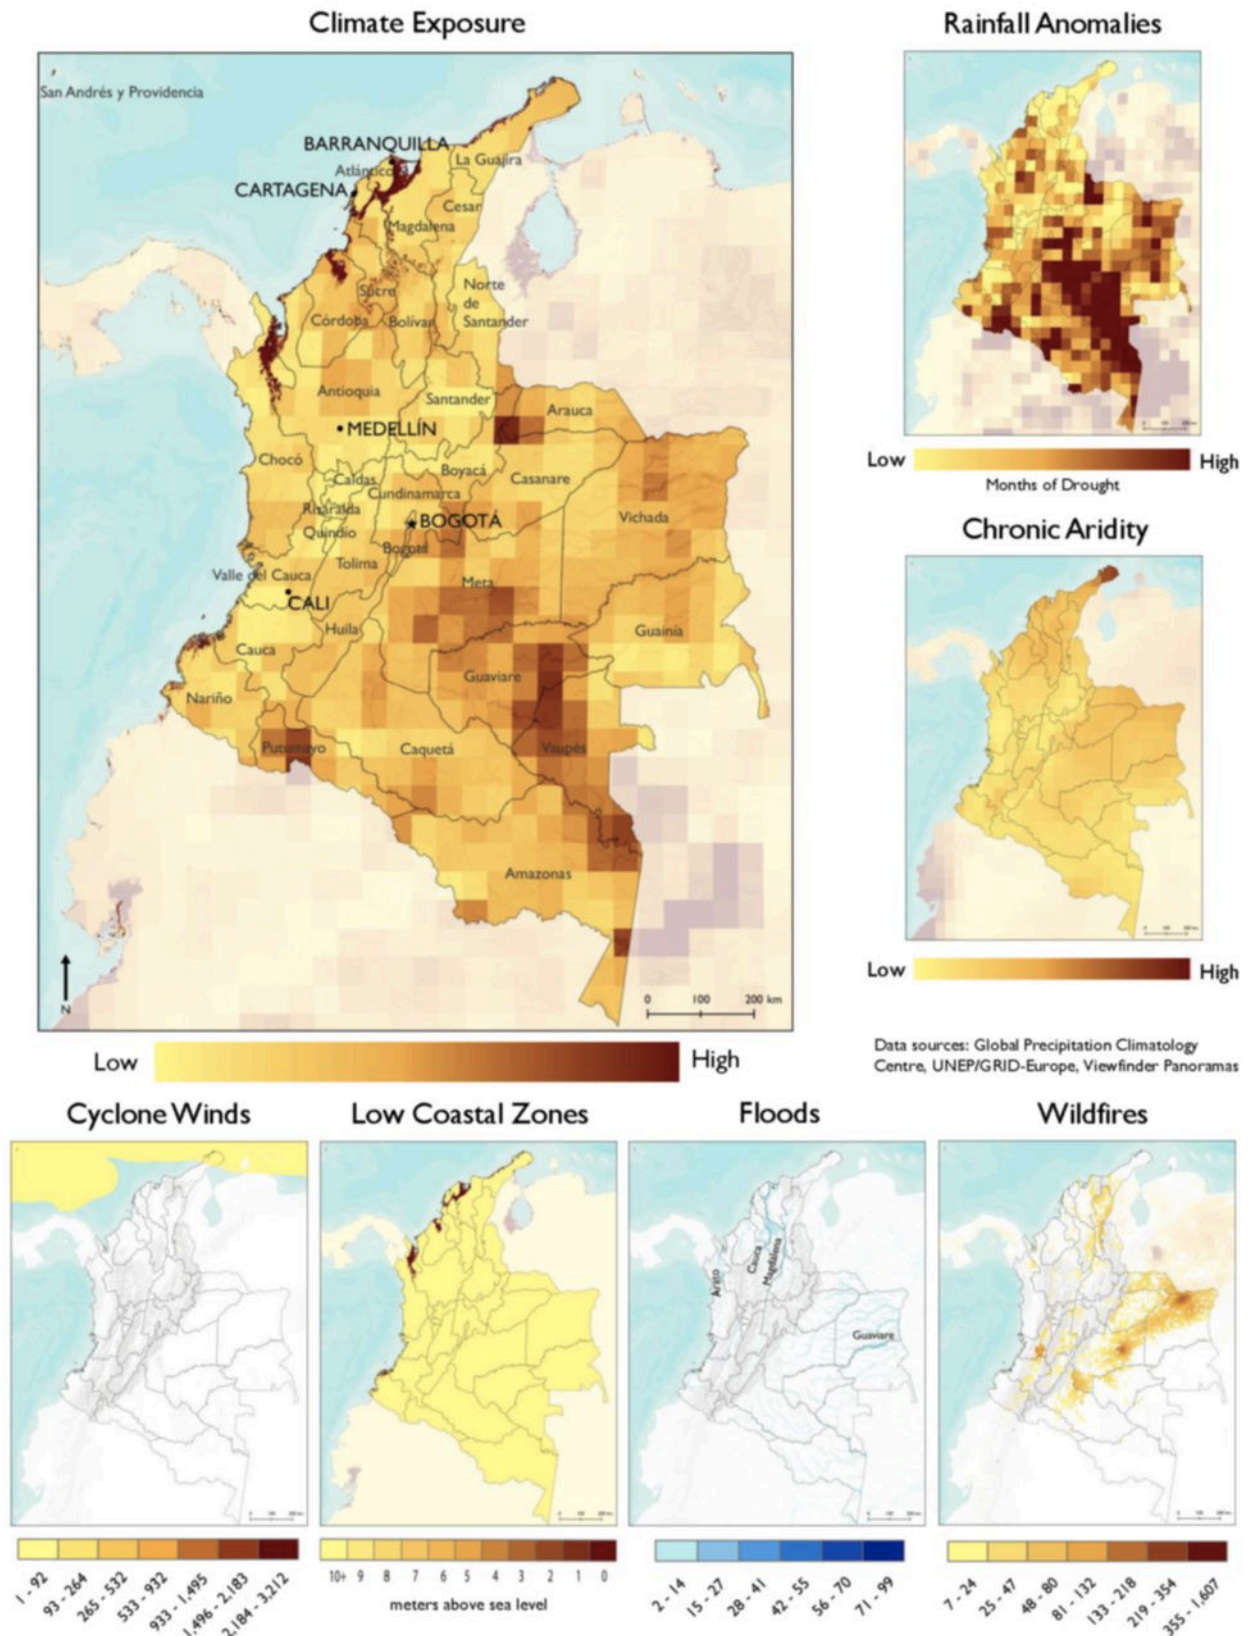 Climate Exposure
San Andrés y Providencia
BARRANQUILLA
Atlántico
La Guajira
CARTAGENA
Cesar
Magdalena
Sucre
Norte
de
Santander
Córdoba
Bolívar
Antioquia
Santander
Arauca
MEDELLÍN
Chocó
Boyacá
Caldas
Casanare
Cundinamarca
Risaralda
BOGOTÁ
Vichada
Quindío
Bogotá
Tolima
Valle del Cauca
Meta
CALI
Huila
Guainía
Cauca
Guaviare
Nariño
Putumayo
Caquetá
Vaupés
Amazonas
N
0 100 200 km
Low High
Rainfall Anomalies
Low High
Months of Drought
Chronic Aridity
Low High
Data sources: Global Precipitation Climatology
Centre, UNEP/GRID-Europe, Viewfinder Panoramas
Cyclone Winds
1 - 92
93 - 264
265 - 532
533 - 932
933 - 1,495
1,496 - 2,183
2,184 - 3,212
Low Coastal Zones
10+ 9 8 7 6 5 4 3 2 1 0
meters above sea level
Floods
Cauca
Magdalena
Guaviare
2 - 14
15 - 27
28 - 41
42 - 55
56 - 70
71 - 99
Wildfires
7 - 24
25 - 47
48 - 80
81 - 132
133 - 218
219 - 354
355 - 1,607